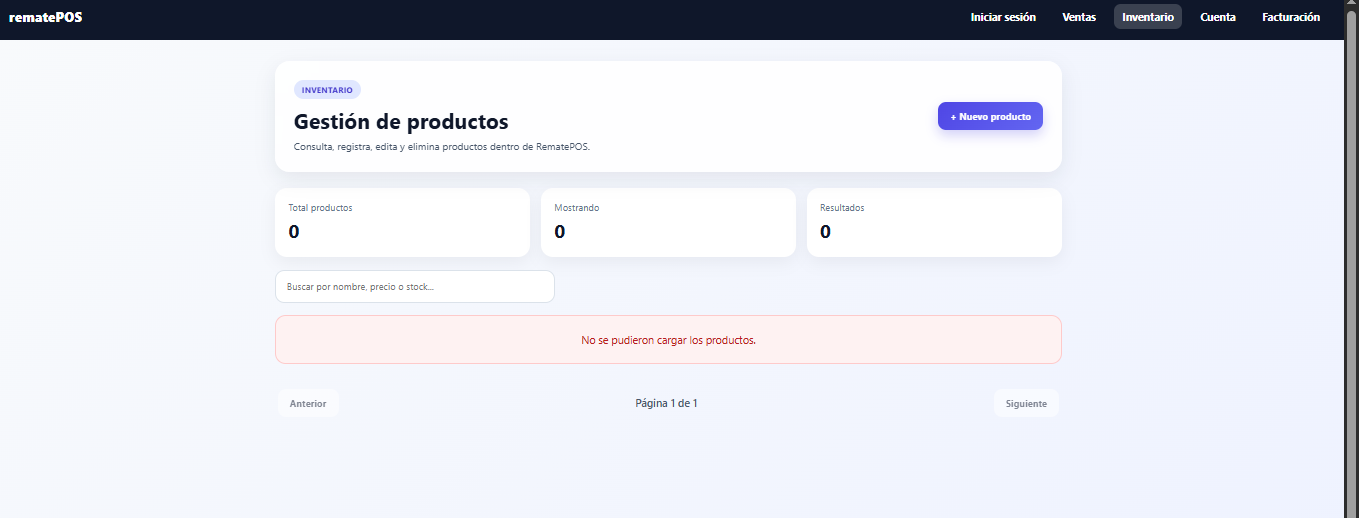 rematePOS
Iniciar sesión Ventas Inventario Cuenta Facturación
INVENTARIO
Gestión de productos
Consulta, registra, edita y elimina productos dentro de RematePOS.
+ Nuevo producto
Total productos
0
Mostrando
0
Resultados
0
Buscar por nombre, precio o stock...
No se pudieron cargar los productos.
Anterior
Página 1 de 1
Siguiente